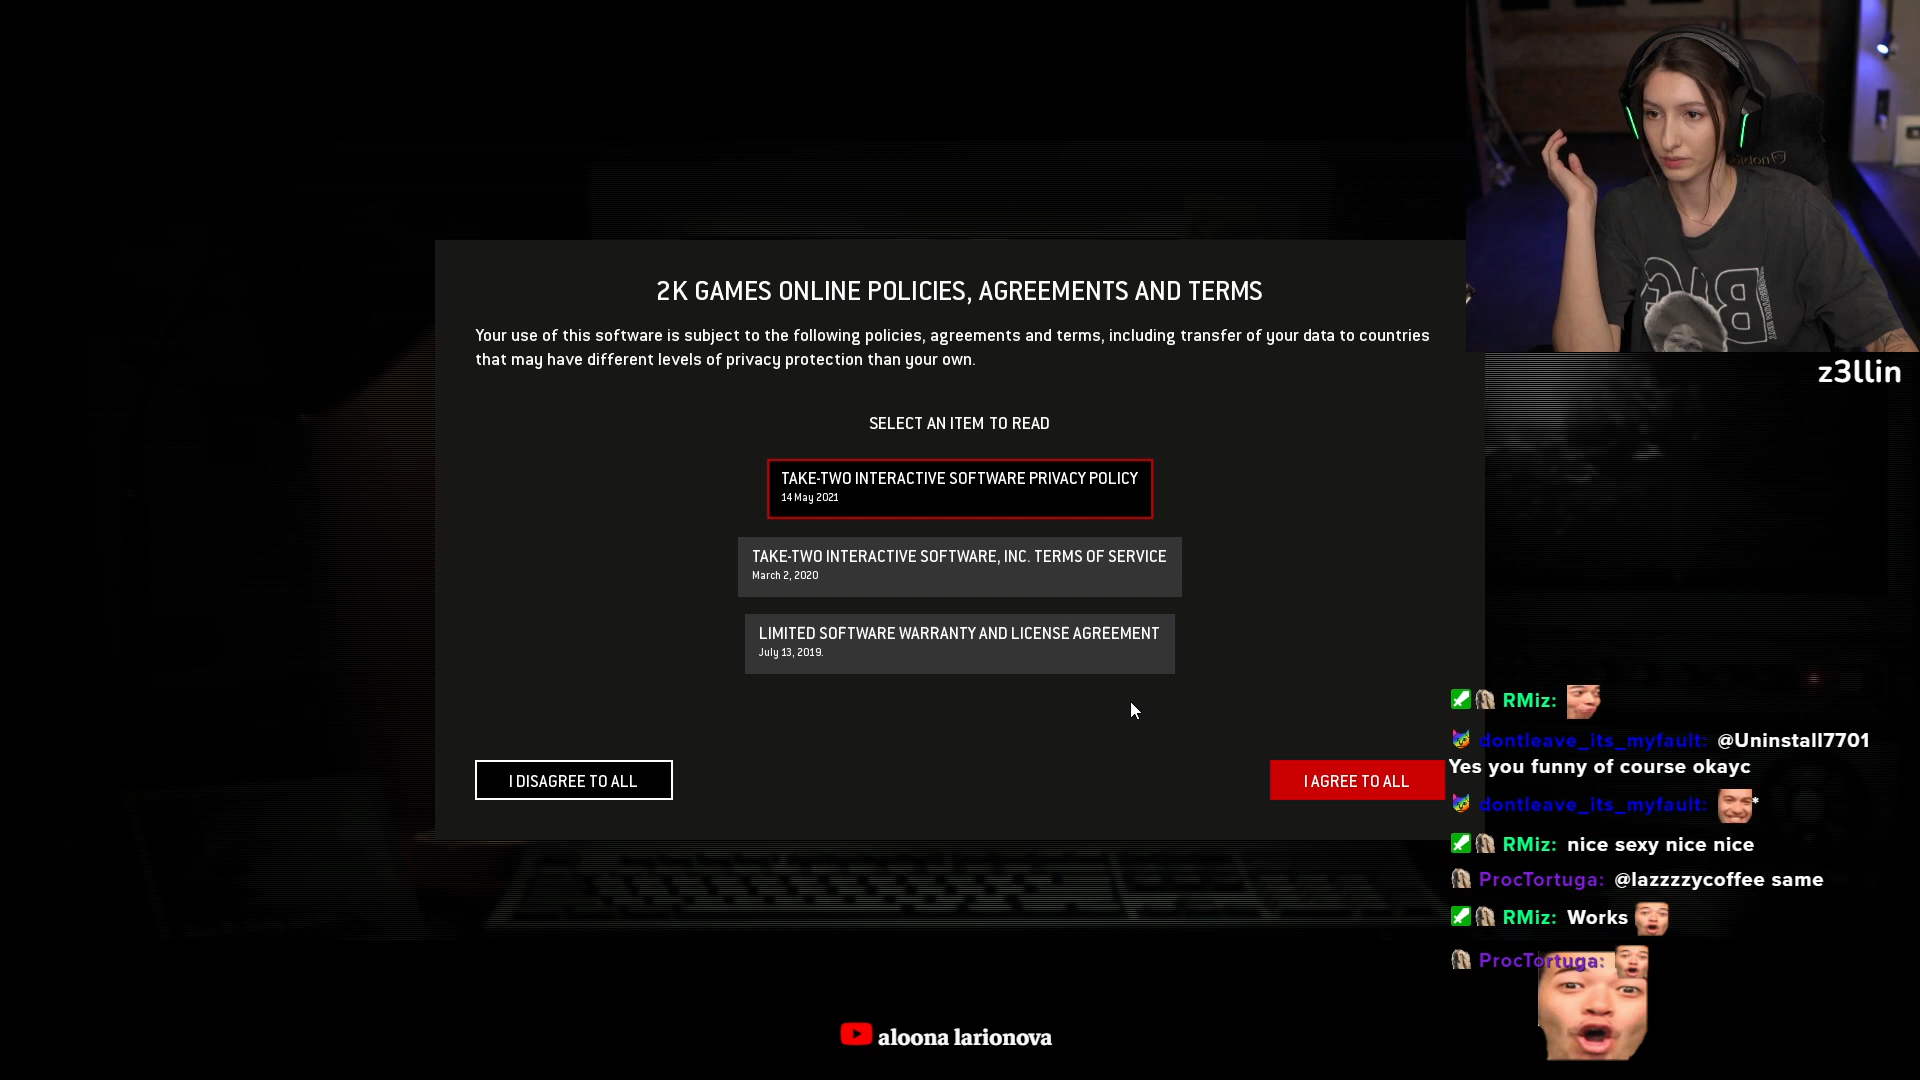 2K GAMES ONLINE POLICIES, AGREEMENTS AND TERMS
Your use of this software is subject to the following policies, agreements and terms, including transfer of your data to countries
that may have different levels of privacy protection than your own.
SELECT AN ITEM TO READ
TAKE-TWO INTERACTIVE SOFTWARE PRIVACY POLICY
14 May 2021
TAKE-TWO INTERACTIVE SOFTWARE, INC. TERMS OF SERVICE
March 2, 2020
LIMITED SOFTWARE WARRANTY AND LICENSE AGREEMENT
July 13, 2019.
I DISAGREE TO ALL
I AGREE TO ALL
z3llin
RMiz:
dontleave_its_myfault: @Uninstall7701
Yes you funny of course okayc
dontleave_its_myfault: *
RMiz: nice sexy nice nice
ProcTortuga: @lazzzzycoffee same
RMiz: Works
ProcTortuga:
aloona larionova